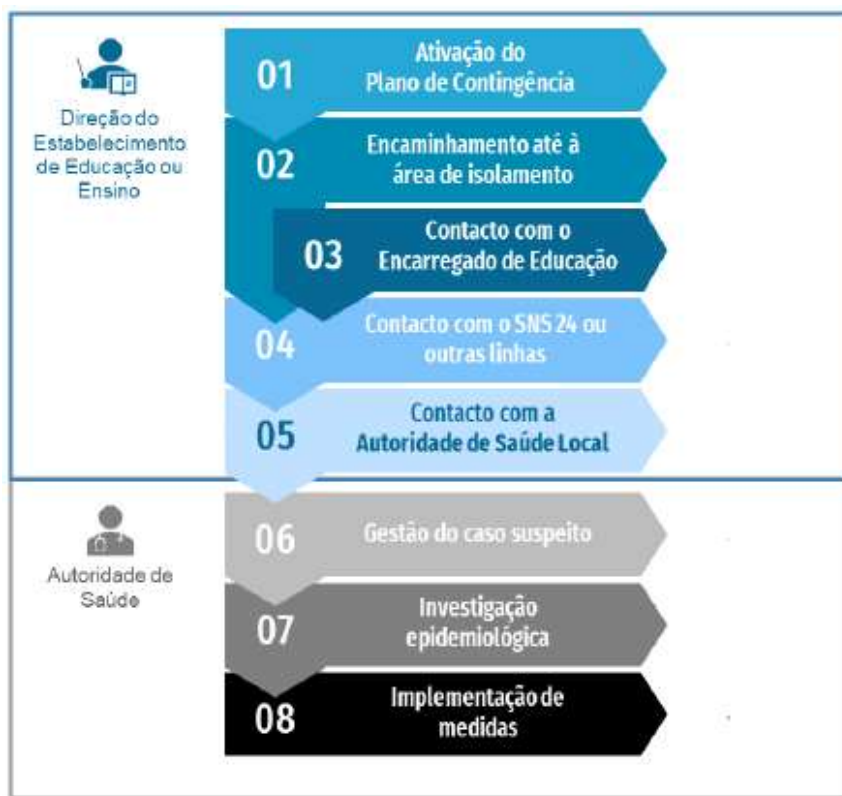 Direção do
Estabelecimento
de Educação ou
Ensino
01
Ativação do
Plano de Contingência
02
Encaminhamento até à
área de isolamento
03
Contacto com o
Encarregado de Educação
04
Contacto com o SNS 24 ou
outras linhas
05
Contacto com a
Autoridade de Saúde Local
Autoridade de
Saúde
06
Gestão do caso suspeito
07
Investigação
epidemiológica
08
Implementação de
medidas